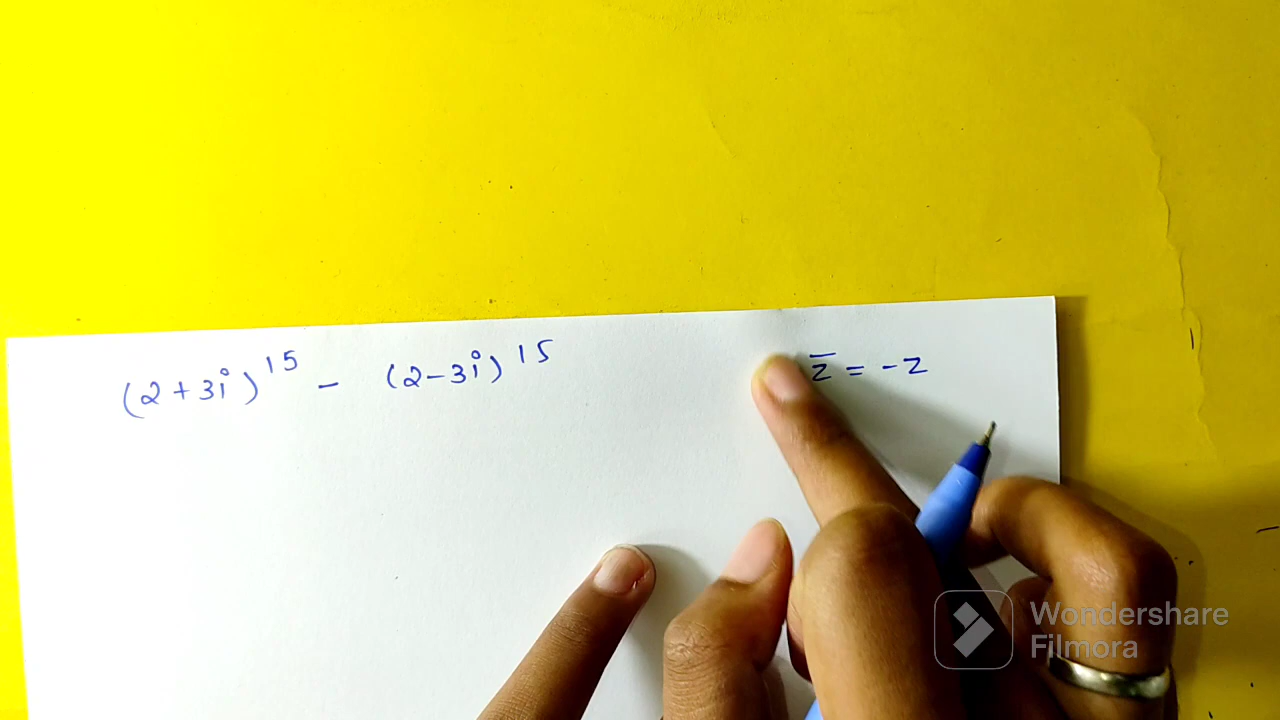 (2+3i)^15 - (2-3i)^15
z̅ = -z
Wondershare
Filmora